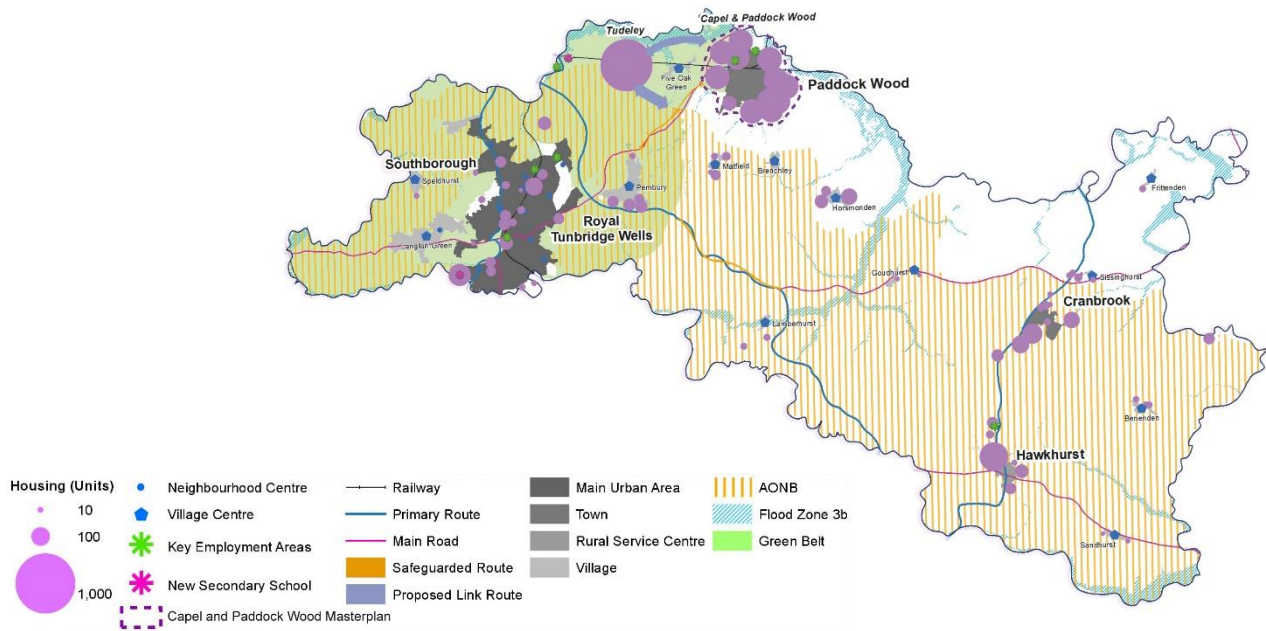 'Capel & Paddock Wood
Tudeley
Five Oak
Green
Paddock Wood
Southborough
Speldhurst
Matfield
Brenchley
Frittenden
Pembury
Horsmonden
Royal
Tunbridge Wells
Langton Green
Goudhurst
Sissinghurst
Cranbrook
Lamberhurst
Benenden
Hawkhurst
Sandhurst
Housing (Units)
10
100
1,000
Neighbourhood Centre
Village Centre
Key Employment Areas
New Secondary School
Capel and Paddock Wood Masterplan
Railway
Primary Route
Main Road
Safeguarded Route
Proposed Link Route
Main Urban Area
Town
Rural Service Centre
Village
AONB
Flood Zone 3b
Green Belt